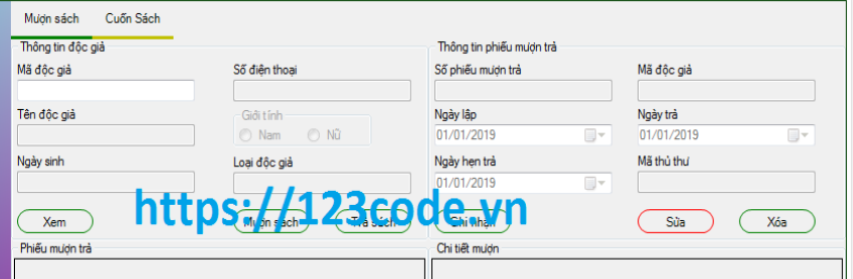 Mượn sách Cuốn Sách
Thông tin độc giả
Thông tin phiếu mượn trả
Mã độc giả Số điện thoại Số phiếu mượn trả Mã độc giả
Tên độc giả Giới tính Ngày lập Ngày trả
Nam Nữ 01/01/2019 01/01/2019
Ngày sinh Loại độc giả Ngày hẹn trả Mã thủ thư
01/01/2019
https://123code.vn
Xem Mượn sách Trả sách Ghi nhận Sửa Xóa
Phiếu mượn trả Chi tiết mượn